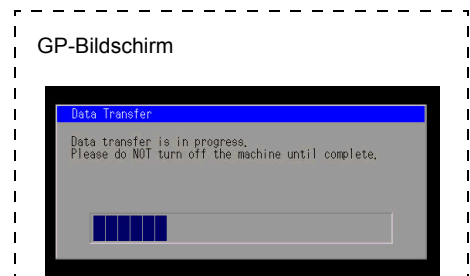 GP-Bildschirm
Data Transfer
Data transfer is in progress.
Please do NOT turn off the machine until complete.